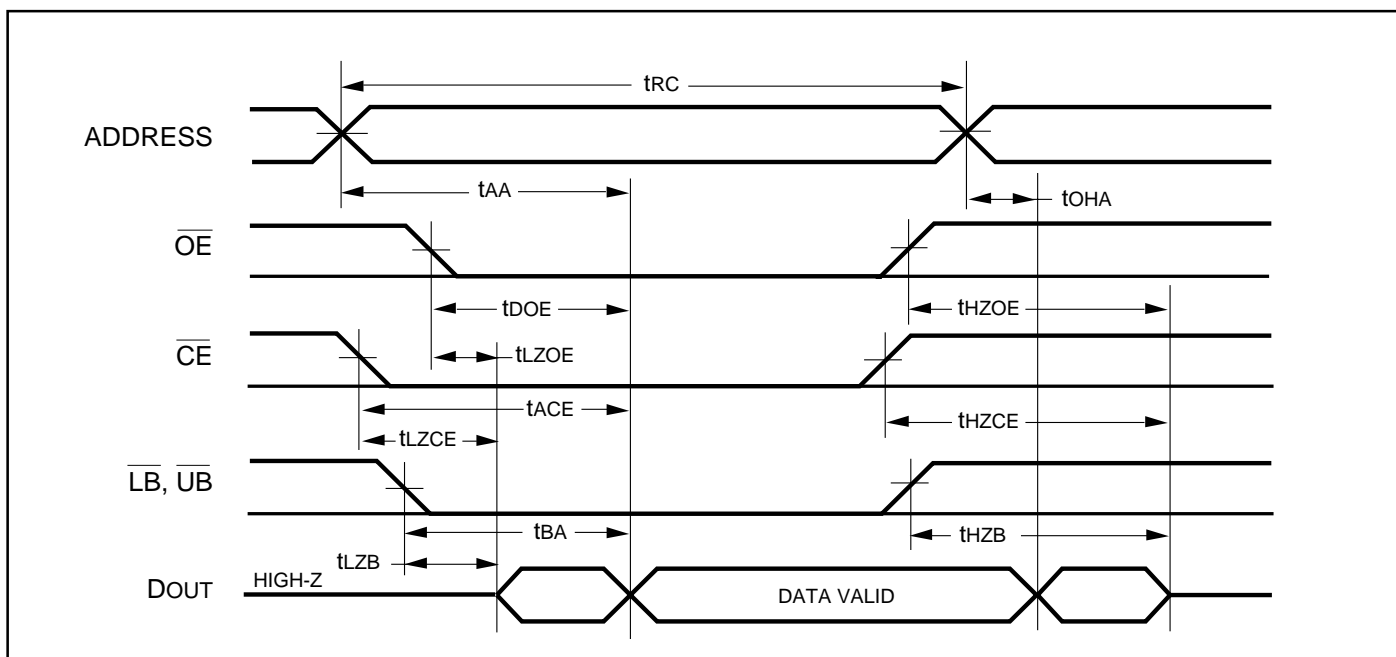 tRC
ADDRESS
tAA
tOHA
OE
tDOE
tHZOE
CE
tLZOE
tACE
tHZCE
tLZCE
LB, UB
tBA
tHZB
tLZB
DOUT
HIGH-Z
DATA VALID